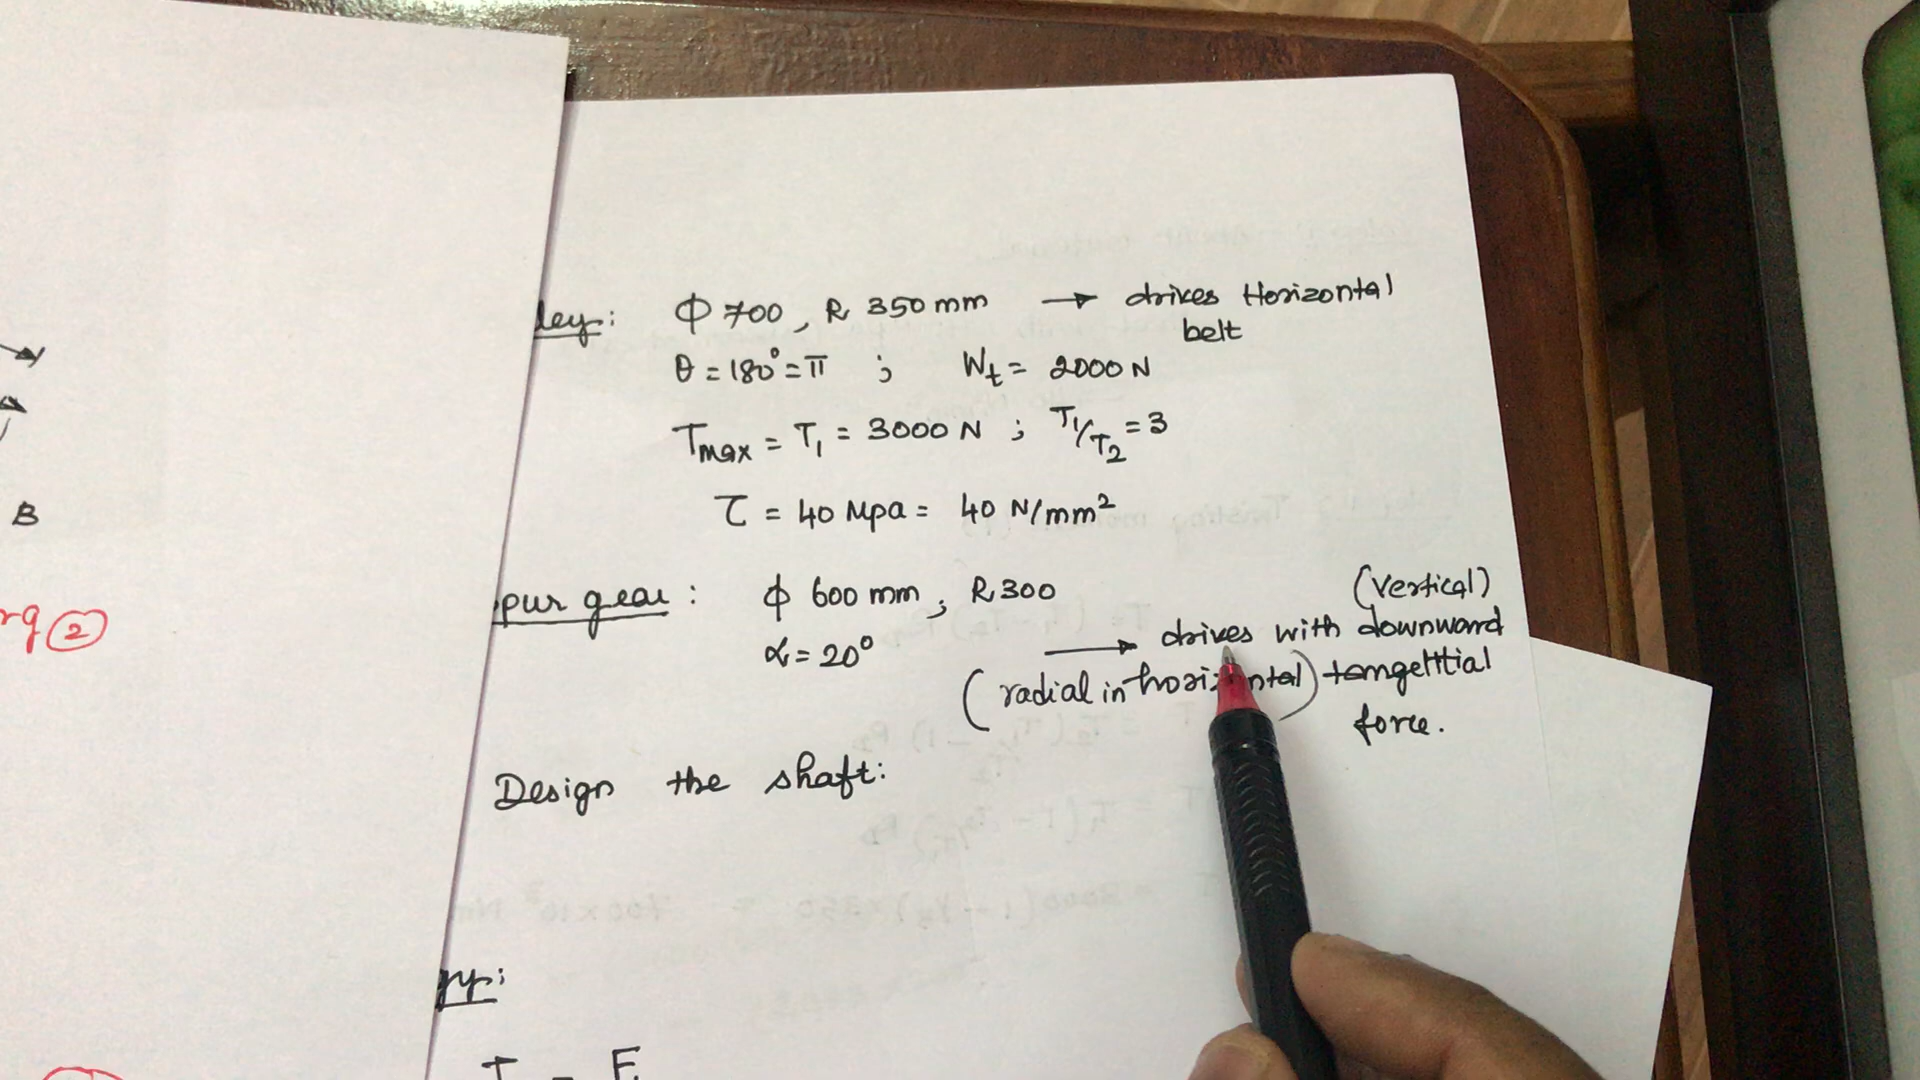 ley: Φ 700, R 350 mm → drives Horizontal
belt
θ = 180° = π ; Wt = 2000 N
Tmax = T1 = 3000 N ; T1/T2 = 3
τ = 40 Mpa = 40 N/mm²
B
pur gear : ϕ 600 mm, R 300
(vertical)
α = 20° → drives with downward
(radial in horizontal) tangetitial
force.
rg ②
Design the shaft: